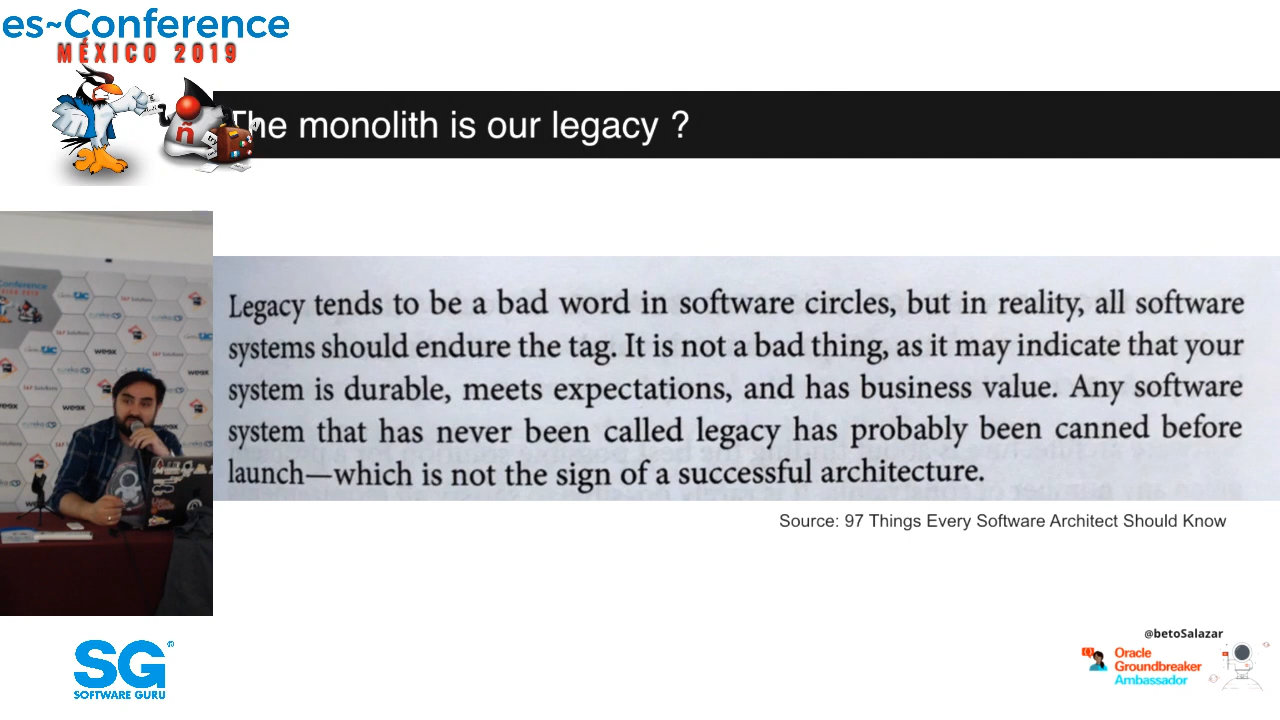 es~Conference
MÉXICO 2019
The monolith is our legacy ?
ñ
Legacy tends to be a bad word in software circles, but in reality, all software
systems should endure the tag. It is not a bad thing, as it may indicate that your
system is durable, meets expectations, and has business value. Any software
system that has never been called legacy has probably been canned before
launch—which is not the sign of a successful architecture.
Source: 97 Things Every Software Architect Should Know
weex
weex
weex
@betoSalazar
Oracle
Groundbreaker
Ambassador
SG®
SOFTWARE GURU